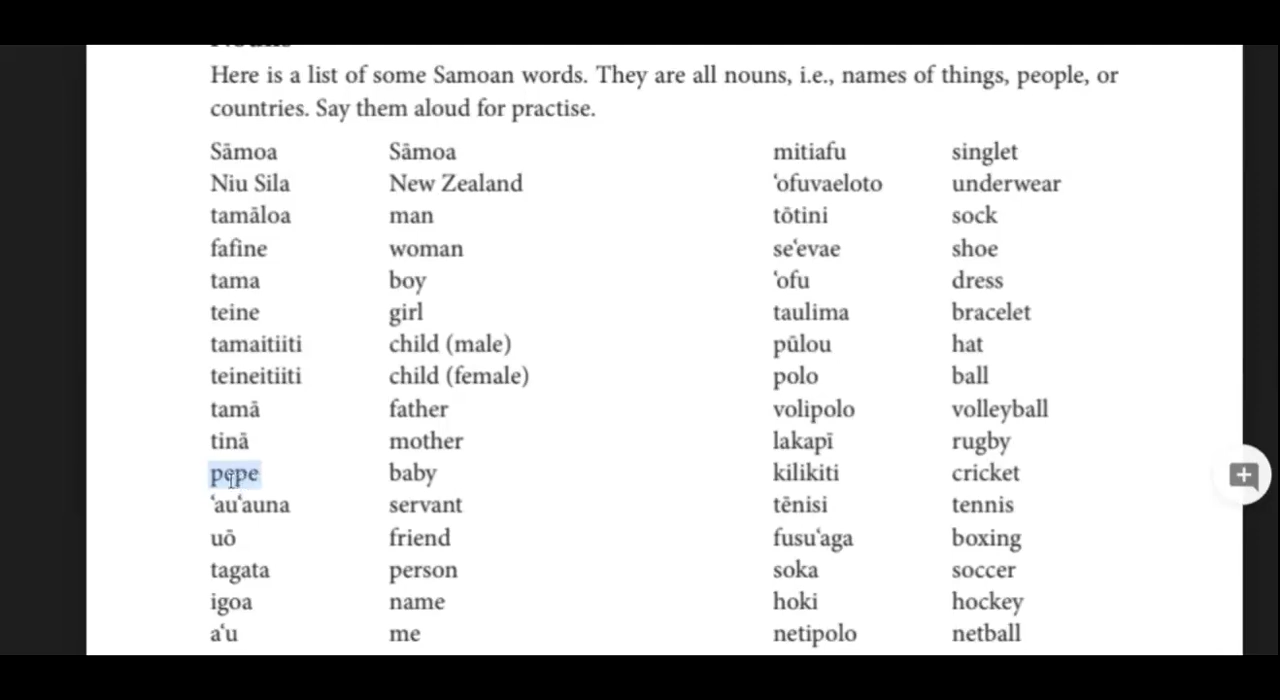 Nouns
Here is a list of some Samoan words. They are all nouns, i.e., names of things, people, or
countries. Say them aloud for practise.
Sāmoa Sāmoa mitiafu singlet
Niu Sila New Zealand ʻofuvaeloto underwear
tamāloa man tōtini sock
fafine woman seʻevae shoe
tama boy ʻofu dress
teine girl taulima bracelet
tamaitiiti child (male) pūlou hat
teineitiiti child (female) polo ball
tamā father volipolo volleyball
tinā mother lakapī rugby
pepe baby kilikiti cricket
ʻauʻauna servant tēnisi tennis
uō friend fusuʻaga boxing
tagata person soka soccer
igoa name hoki hockey
aʻu me netipolo netball